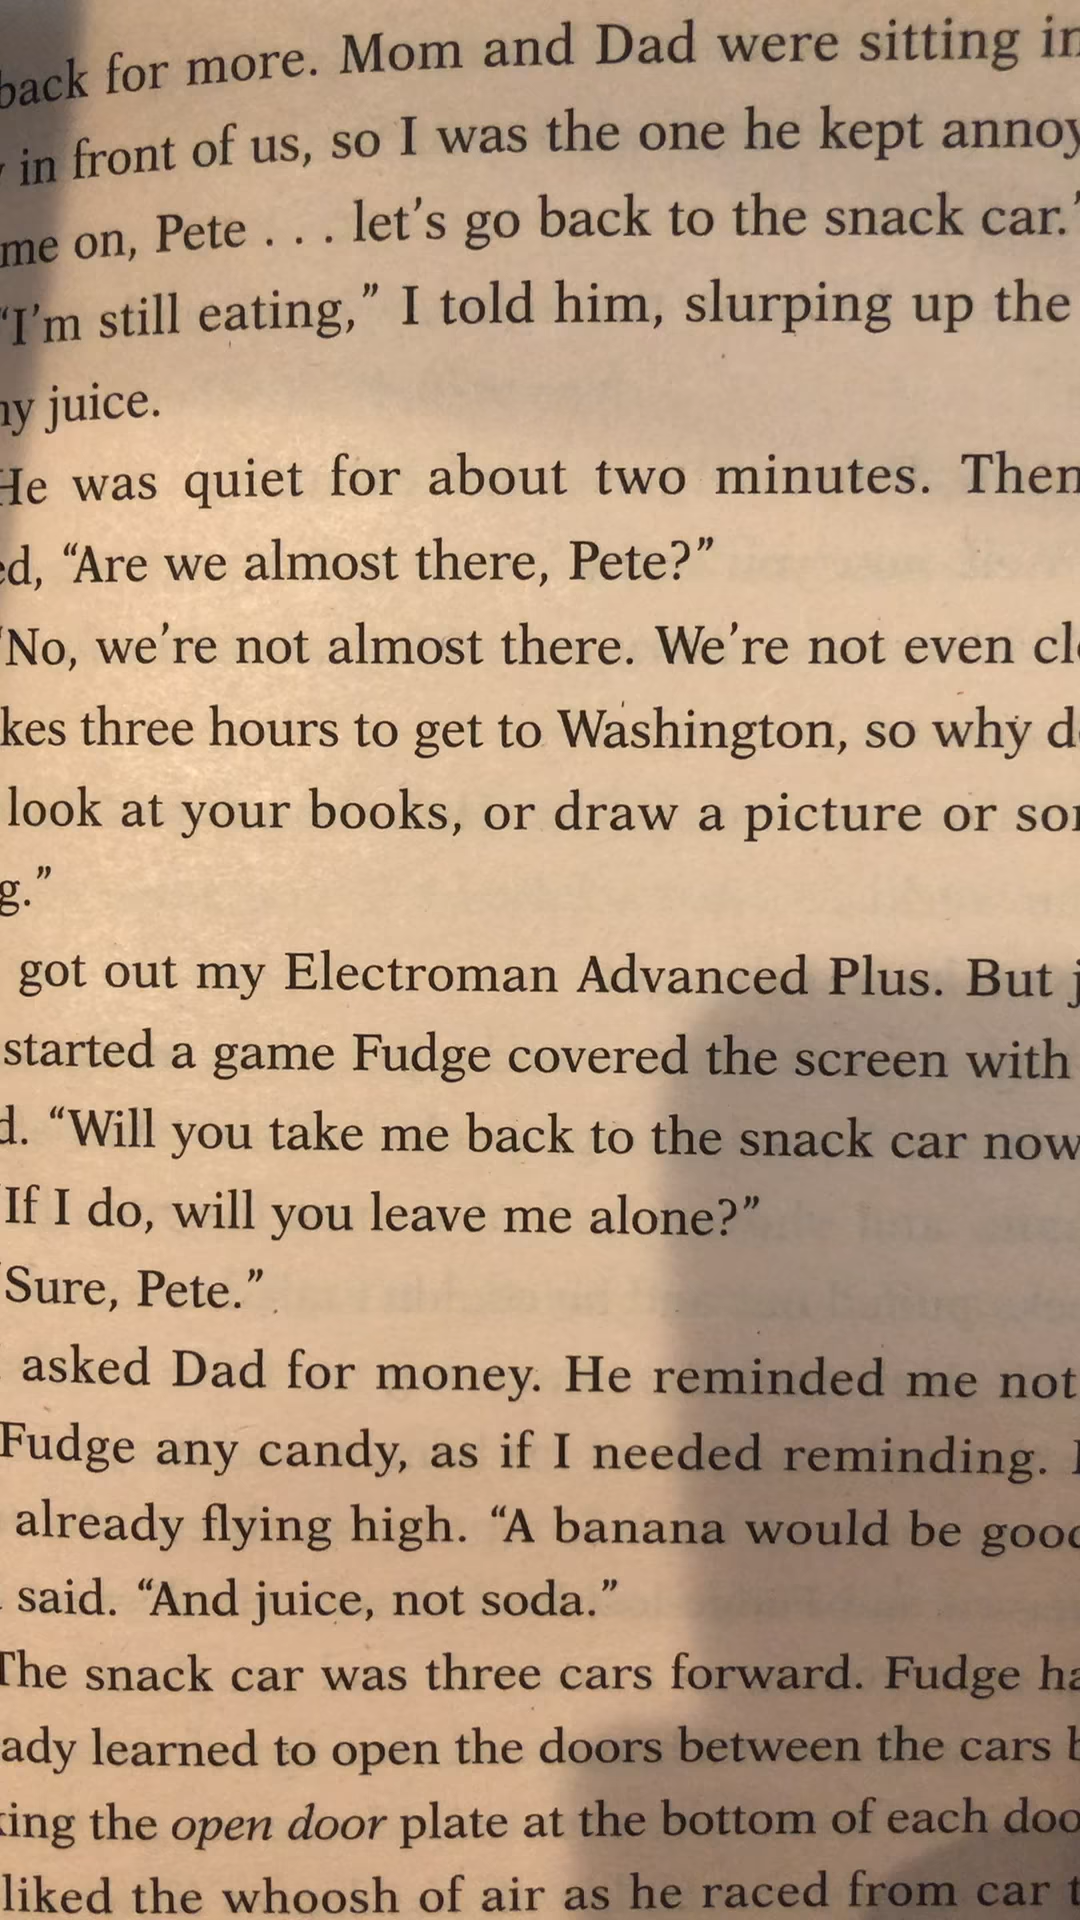 back for more. Mom and Dad were sitting in
in front of us, so I was the one he kept annoy
me on, Pete . . . let’s go back to the snack car.”
“I’m still eating,” I told him, slurping up the
ny juice.
He was quiet for about two minutes. Then
ed, “Are we almost there, Pete?”
“No, we’re not almost there. We’re not even cl
kes three hours to get to Washington, so why d
look at your books, or draw a picture or so
g.”
got out my Electroman Advanced Plus. But j
started a game Fudge covered the screen with
d. “Will you take me back to the snack car now
“If I do, will you leave me alone?”
“Sure, Pete.”
asked Dad for money. He reminded me not
Fudge any candy, as if I needed reminding.
already flying high. “A banana would be good
said. “And juice, not soda.”
The snack car was three cars forward. Fudge ha
ady learned to open the doors between the cars b
king the open door plate at the bottom of each doo
liked the whoosh of air as he raced from car t